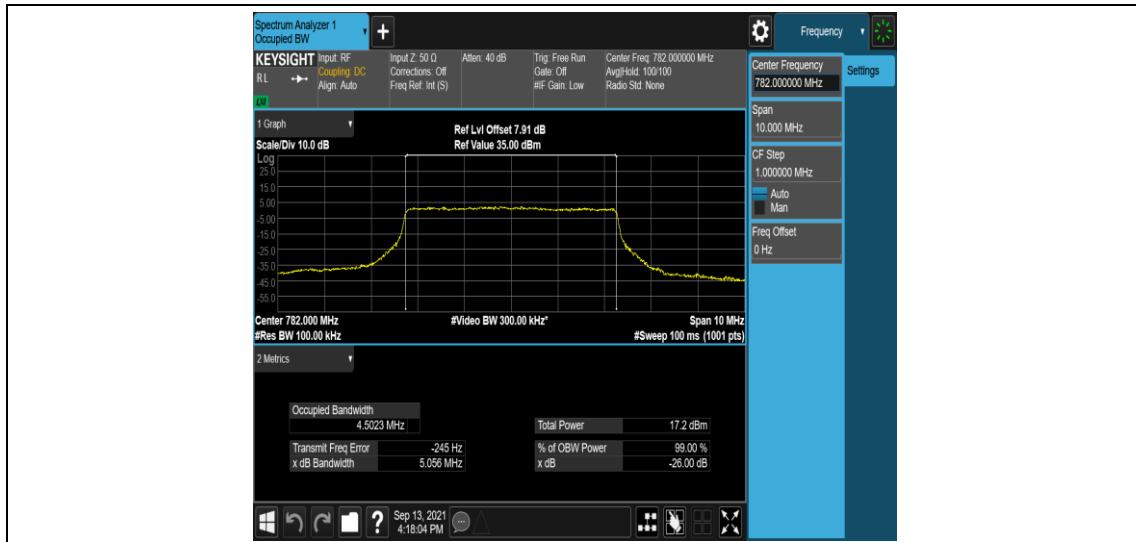 Spectrum Analyzer 1
Occupied BW
+
Frequency
KEYSIGHT
RL
LXI
Input: RF
Coupling: DC
Align: Auto
Input Z: 50 Ω
Corrections: Off
Freq Ref: Int (S)
Atten: 40 dB
Trig: Free Run
Gate: Off
#IF Gain: Low
Center Freq: 782.000000 MHz
Avg|Hold: 100/100
Radio Std: None
Center Frequency
782.000000 MHz
Settings
Span
10.000 MHz
CF Step
1.000000 MHz
Auto
Man
Freq Offset
0 Hz
1 Graph
Scale/Div 10.0 dB
Ref Lvl Offset 7.91 dB
Ref Value 35.00 dBm
Log
25.0
15.0
5.00
-5.00
-15.0
-25.0
-35.0
-45.0
-55.0
Center 782.000 MHz
#Video BW 300.00 kHz*
Span 10 MHz
#Res BW 100.00 kHz
#Sweep 100 ms (1001 pts)
2 Metrics
Occupied Bandwidth
4.5023 MHz
Total Power 17.2 dBm
Transmit Freq Error -245 Hz
% of OBW Power 99.00 %
x dB Bandwidth 5.056 MHz
x dB -26.00 dB
?
Sep 13, 2021
4:18:04 PM